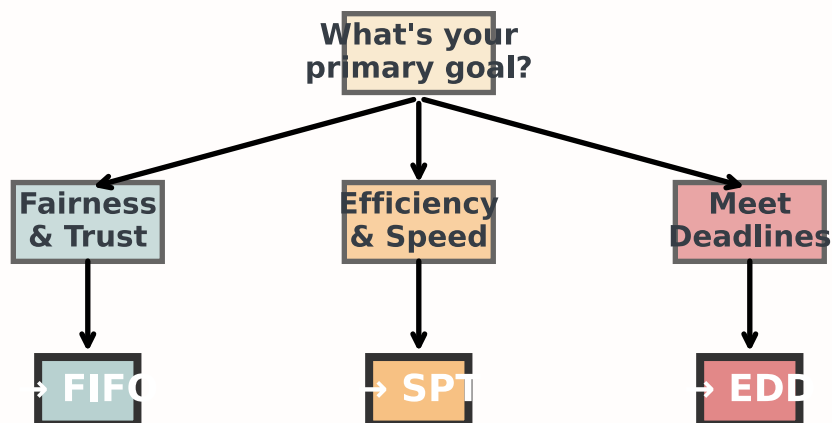 What's your
primary goal?
Fairness
& Trust
Efficiency
& Speed
Meet
Deadlines
→ FIFO
→ SPT
→ EDD